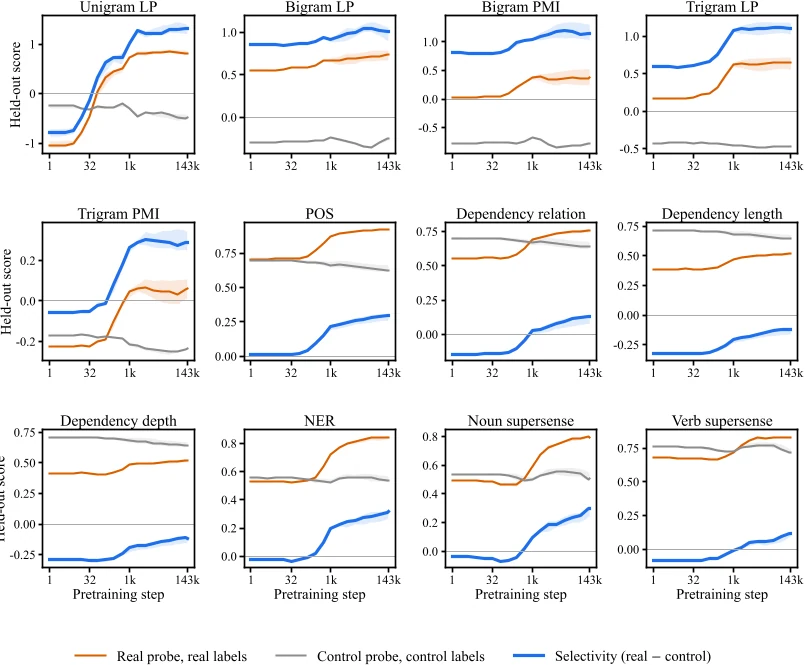 Unigram LP Bigram LP Bigram PMI Trigram LP
Held-out score
1
0
-1
1 32 1k 143k
1.0
0.5
0.0
1 32 1k 143k
1.0
0.5
0.0
-0.5
1 32 1k 143k
1.0
0.5
0.0
-0.5
1 32 1k 143k
Trigram PMI POS Dependency relation Dependency length
Held-out score
0.2
0.0
-0.2
1 32 1k 143k
0.75
0.50
0.25
0.00
1 32 1k 143k
0.75
0.50
0.25
0.00
1 32 1k 143k
0.75
0.50
0.25
0.00
-0.25
1 32 1k 143k
Dependency depth NER Noun supersense Verb supersense
Held-out score
0.75
0.50
0.25
0.00
-0.25
1 32 1k 143k
Pretraining step
0.8
0.6
0.4
0.2
0.0
1 32 1k 143k
Pretraining step
0.8
0.6
0.4
0.2
0.0
1 32 1k 143k
Pretraining step
0.75
0.50
0.25
0.00
1 32 1k 143k
Pretraining step
Real probe, real labels Control probe, control labels Selectivity (real − control)